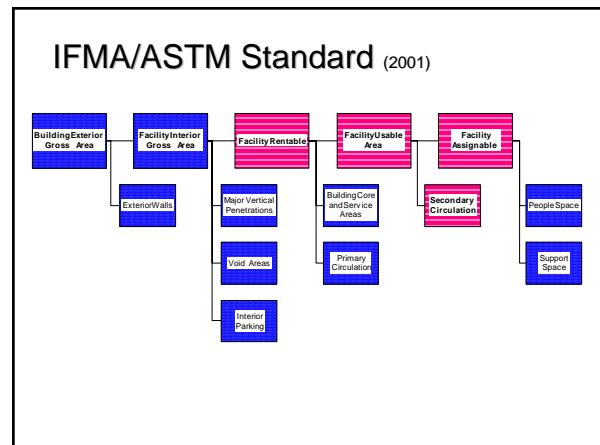 IFMA/ASTM Standard (2001)
Building Exterior
Gross Area
Facility Interior
Gross Area
Facility Rentable
Facility Usable
Area
Facility
Assignable
Exterior Walls
Major Vertical
Penetrations
Building Core
and Service
Areas
Secondary
Circulation
People Space
Void Areas
Primary
Circulation
Support
Space
Interior
Parking